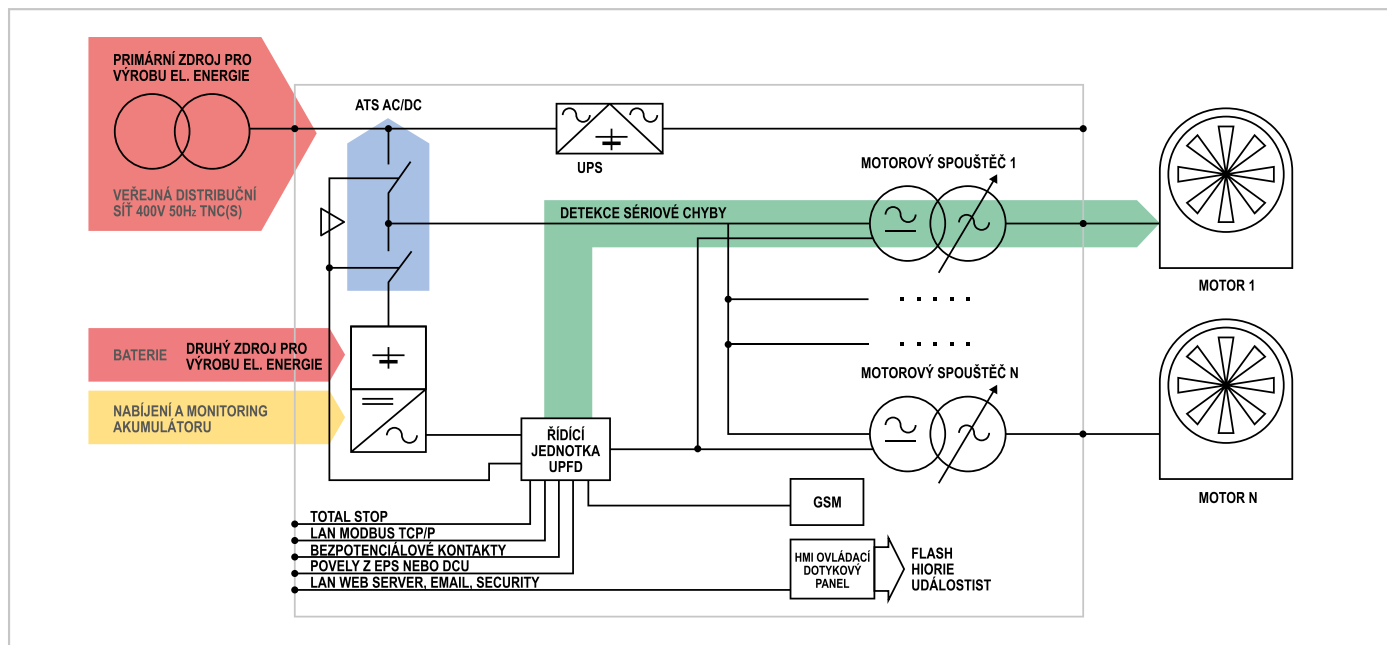 PRIMÁRNÍ ZDROJ PRO
VÝROBU EL. ENERGIE
VEŘEJNÁ DISTRIBUČNÍ
SÍŤ 400V 50Hz TNC(S)
ATS AC/DC
UPS
MOTOROVÝ SPOUŠTĚČ 1
DETEKCE SÉRIOVÉ CHYBY
MOTOR 1
BATERIE
DRUHÝ ZDROJ PRO
VÝROBU EL. ENERGIE
NABÍJENÍ A MONITORING
AKUMULÁTORU
MOTOROVÝ SPOUŠTĚČ N
MOTOR N
ŘÍDÍCÍ
JEDNOTKA
UPFD
GSM
TOTAL STOP
LAN MODBUS TCP/P
BEZPOTENCIÁLOVÉ KONTAKTY
POVELY Z EPS NEBO DCU
LAN WEB SERVER, EMAIL, SECURITY
HMI OVLÁDACÍ
DOTYKOVÝ
PANEL
FLASH
HIORIE
UDÁLOSTIST